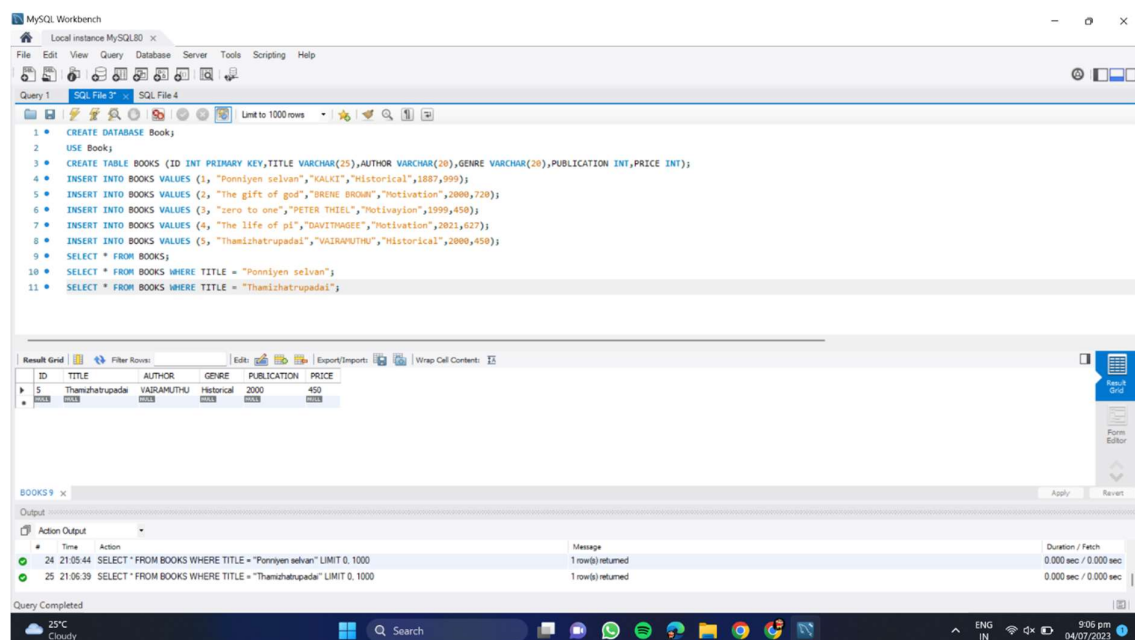 MySQL Workbench
Local instance MySQL80 ×
File Edit View Query Database Server Tools Scripting Help
Query 1 SQL File 3* × SQL File 4
Limit to 1000 rows
1 CREATE DATABASE Book;
2 USE Book;
3 CREATE TABLE BOOKS (ID INT PRIMARY KEY,TITLE VARCHAR(25),AUTHOR VARCHAR(20),GENRE VARCHAR(20),PUBLICATION INT,PRICE INT);
4 INSERT INTO BOOKS VALUES (1, "Ponniyen selvan","KALKI","Historical",1887,999);
5 INSERT INTO BOOKS VALUES (2, "The gift of god","BRENE BROWN","Motivation",2000,720);
6 INSERT INTO BOOKS VALUES (3, "zero to one","PETER THIEL","Motivayion",1999,450);
7 INSERT INTO BOOKS VALUES (4, "The life of pi","DAVITMAGEE","Motivation",2021,627);
8 INSERT INTO BOOKS VALUES (5, "Thamizhatrupadai","VAIRAMUTHU","Historical",2000,450);
9 SELECT * FROM BOOKS;
10 SELECT * FROM BOOKS WHERE TITLE = "Ponniyen selvan";
11 SELECT * FROM BOOKS WHERE TITLE = "Thamizhatrupadai";
Result Grid Filter Rows: Edit: Export/Import: Wrap Cell Content:
ID TITLE AUTHOR GENRE PUBLICATION PRICE
5 Thamizhatrupadai VAIRAMUTHU Historical 2000 450
NULL NULL NULL NULL NULL NULL
Result Grid
Form Editor
BOOKS 9 × Apply Revert
Output
Action Output
# Time Action Message Duration / Fetch
24 21:05:44 SELECT * FROM BOOKS WHERE TITLE = "Ponniyen selvan" LIMIT 0, 1000 1 row(s) returned 0.000 sec / 0.000 sec
25 21:06:39 SELECT * FROM BOOKS WHERE TITLE = "Thamizhatrupadai" LIMIT 0, 1000 1 row(s) returned 0.000 sec / 0.000 sec
Query Completed
25°C
Cloudy
Search
ENG
IN
9:06 pm
04/07/2023
1